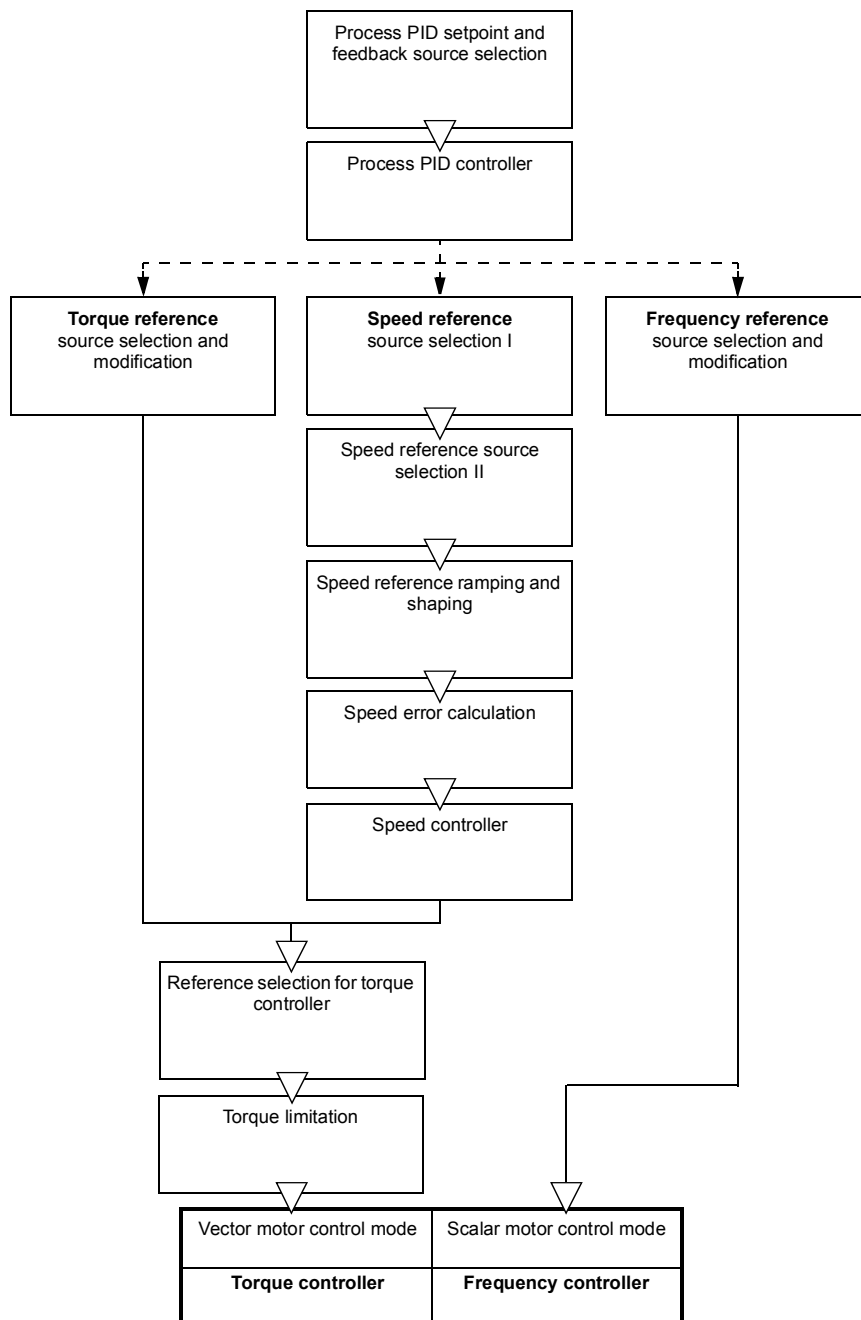 Process PID setpoint and
feedback source selection
Process PID controller
Torque reference
source selection and
modification
Speed reference
source selection I
Frequency reference
source selection and
modification
Speed reference source
selection II
Speed reference ramping and
shaping
Speed error calculation
Speed controller
Reference selection for torque
controller
Torque limitation
Vector motor control mode
Scalar motor control mode
Torque controller
Frequency controller